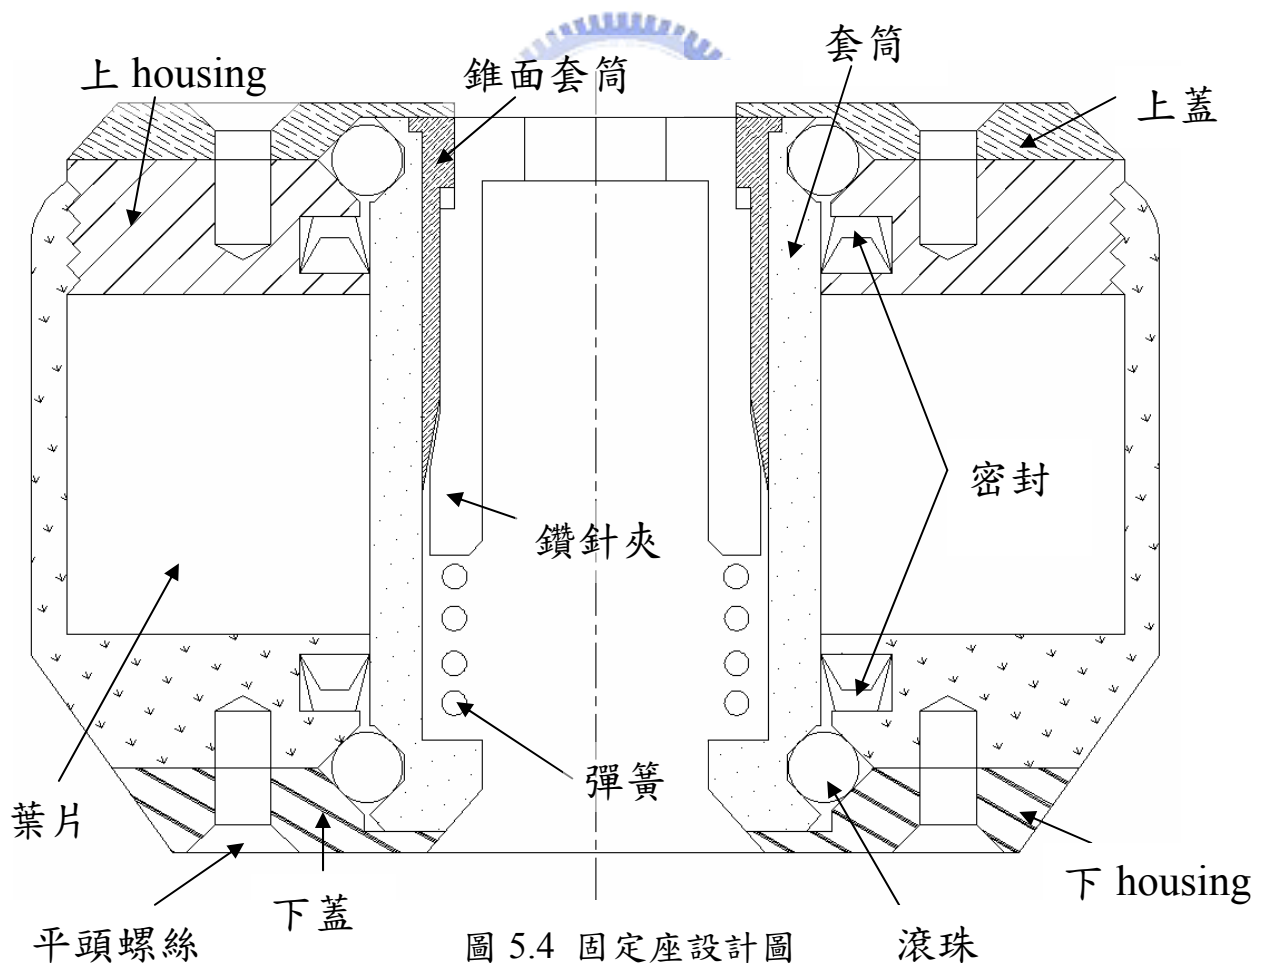 套筒
上 housing
錐面套筒
上蓋
密封
鑽針夾
彈簧
葉片
下 housing
下蓋
平頭螺絲
圖 5.4 固定座設計圖
滾珠